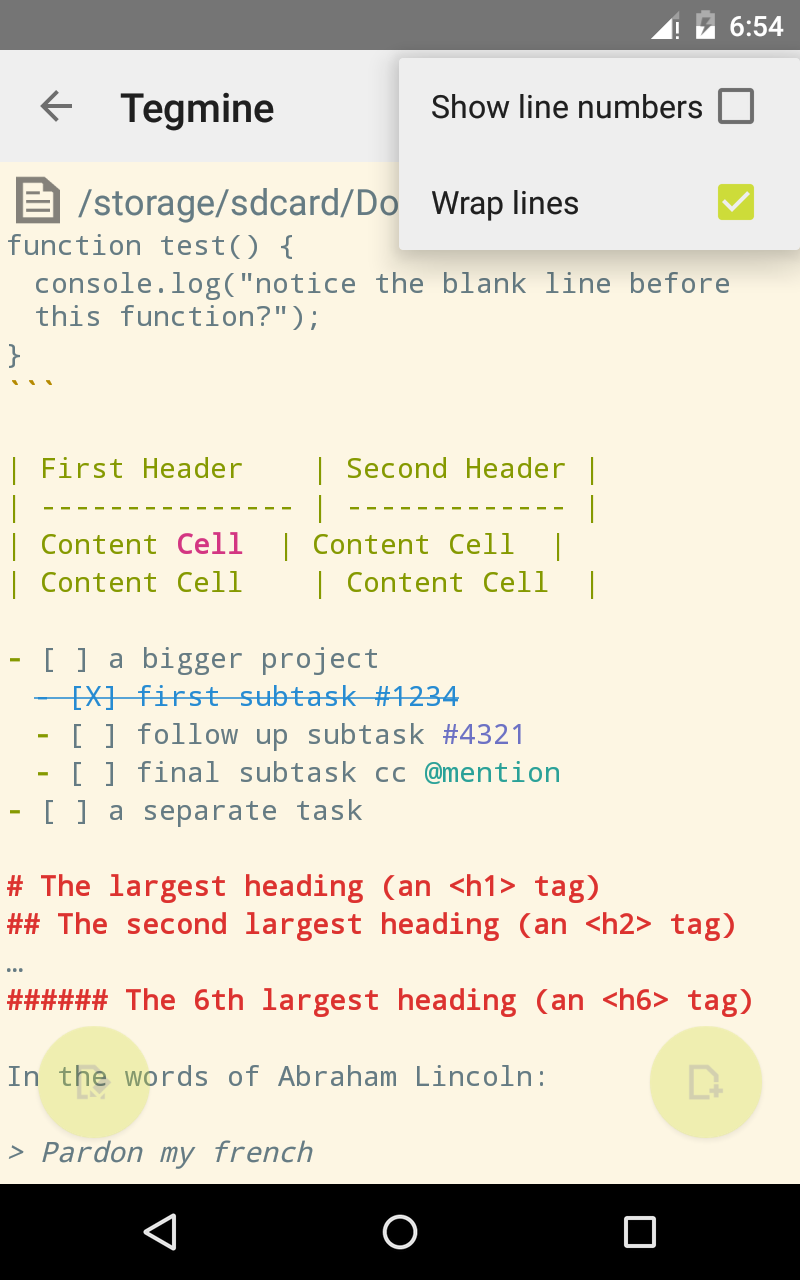 6:54
Tegmine
Show line numbers
Wrap lines
/storage/sdcard/Do
function test() {
console.log("notice the blank line before
this function?");
}
```
| First Header    | Second Header |
| --------------- | ------------- |
| Content Cell  | Content Cell  |
| Content Cell    | Content Cell  |
- [ ] a bigger project
- [X] first subtask #1234
- [ ] follow up subtask #4321
- [ ] final subtask cc @mention
- [ ] a separate task
# The largest heading (an <h1> tag)
## The second largest heading (an <h2> tag)
…
###### The 6th largest heading (an <h6> tag)
In the words of Abraham Lincoln:
> Pardon my french